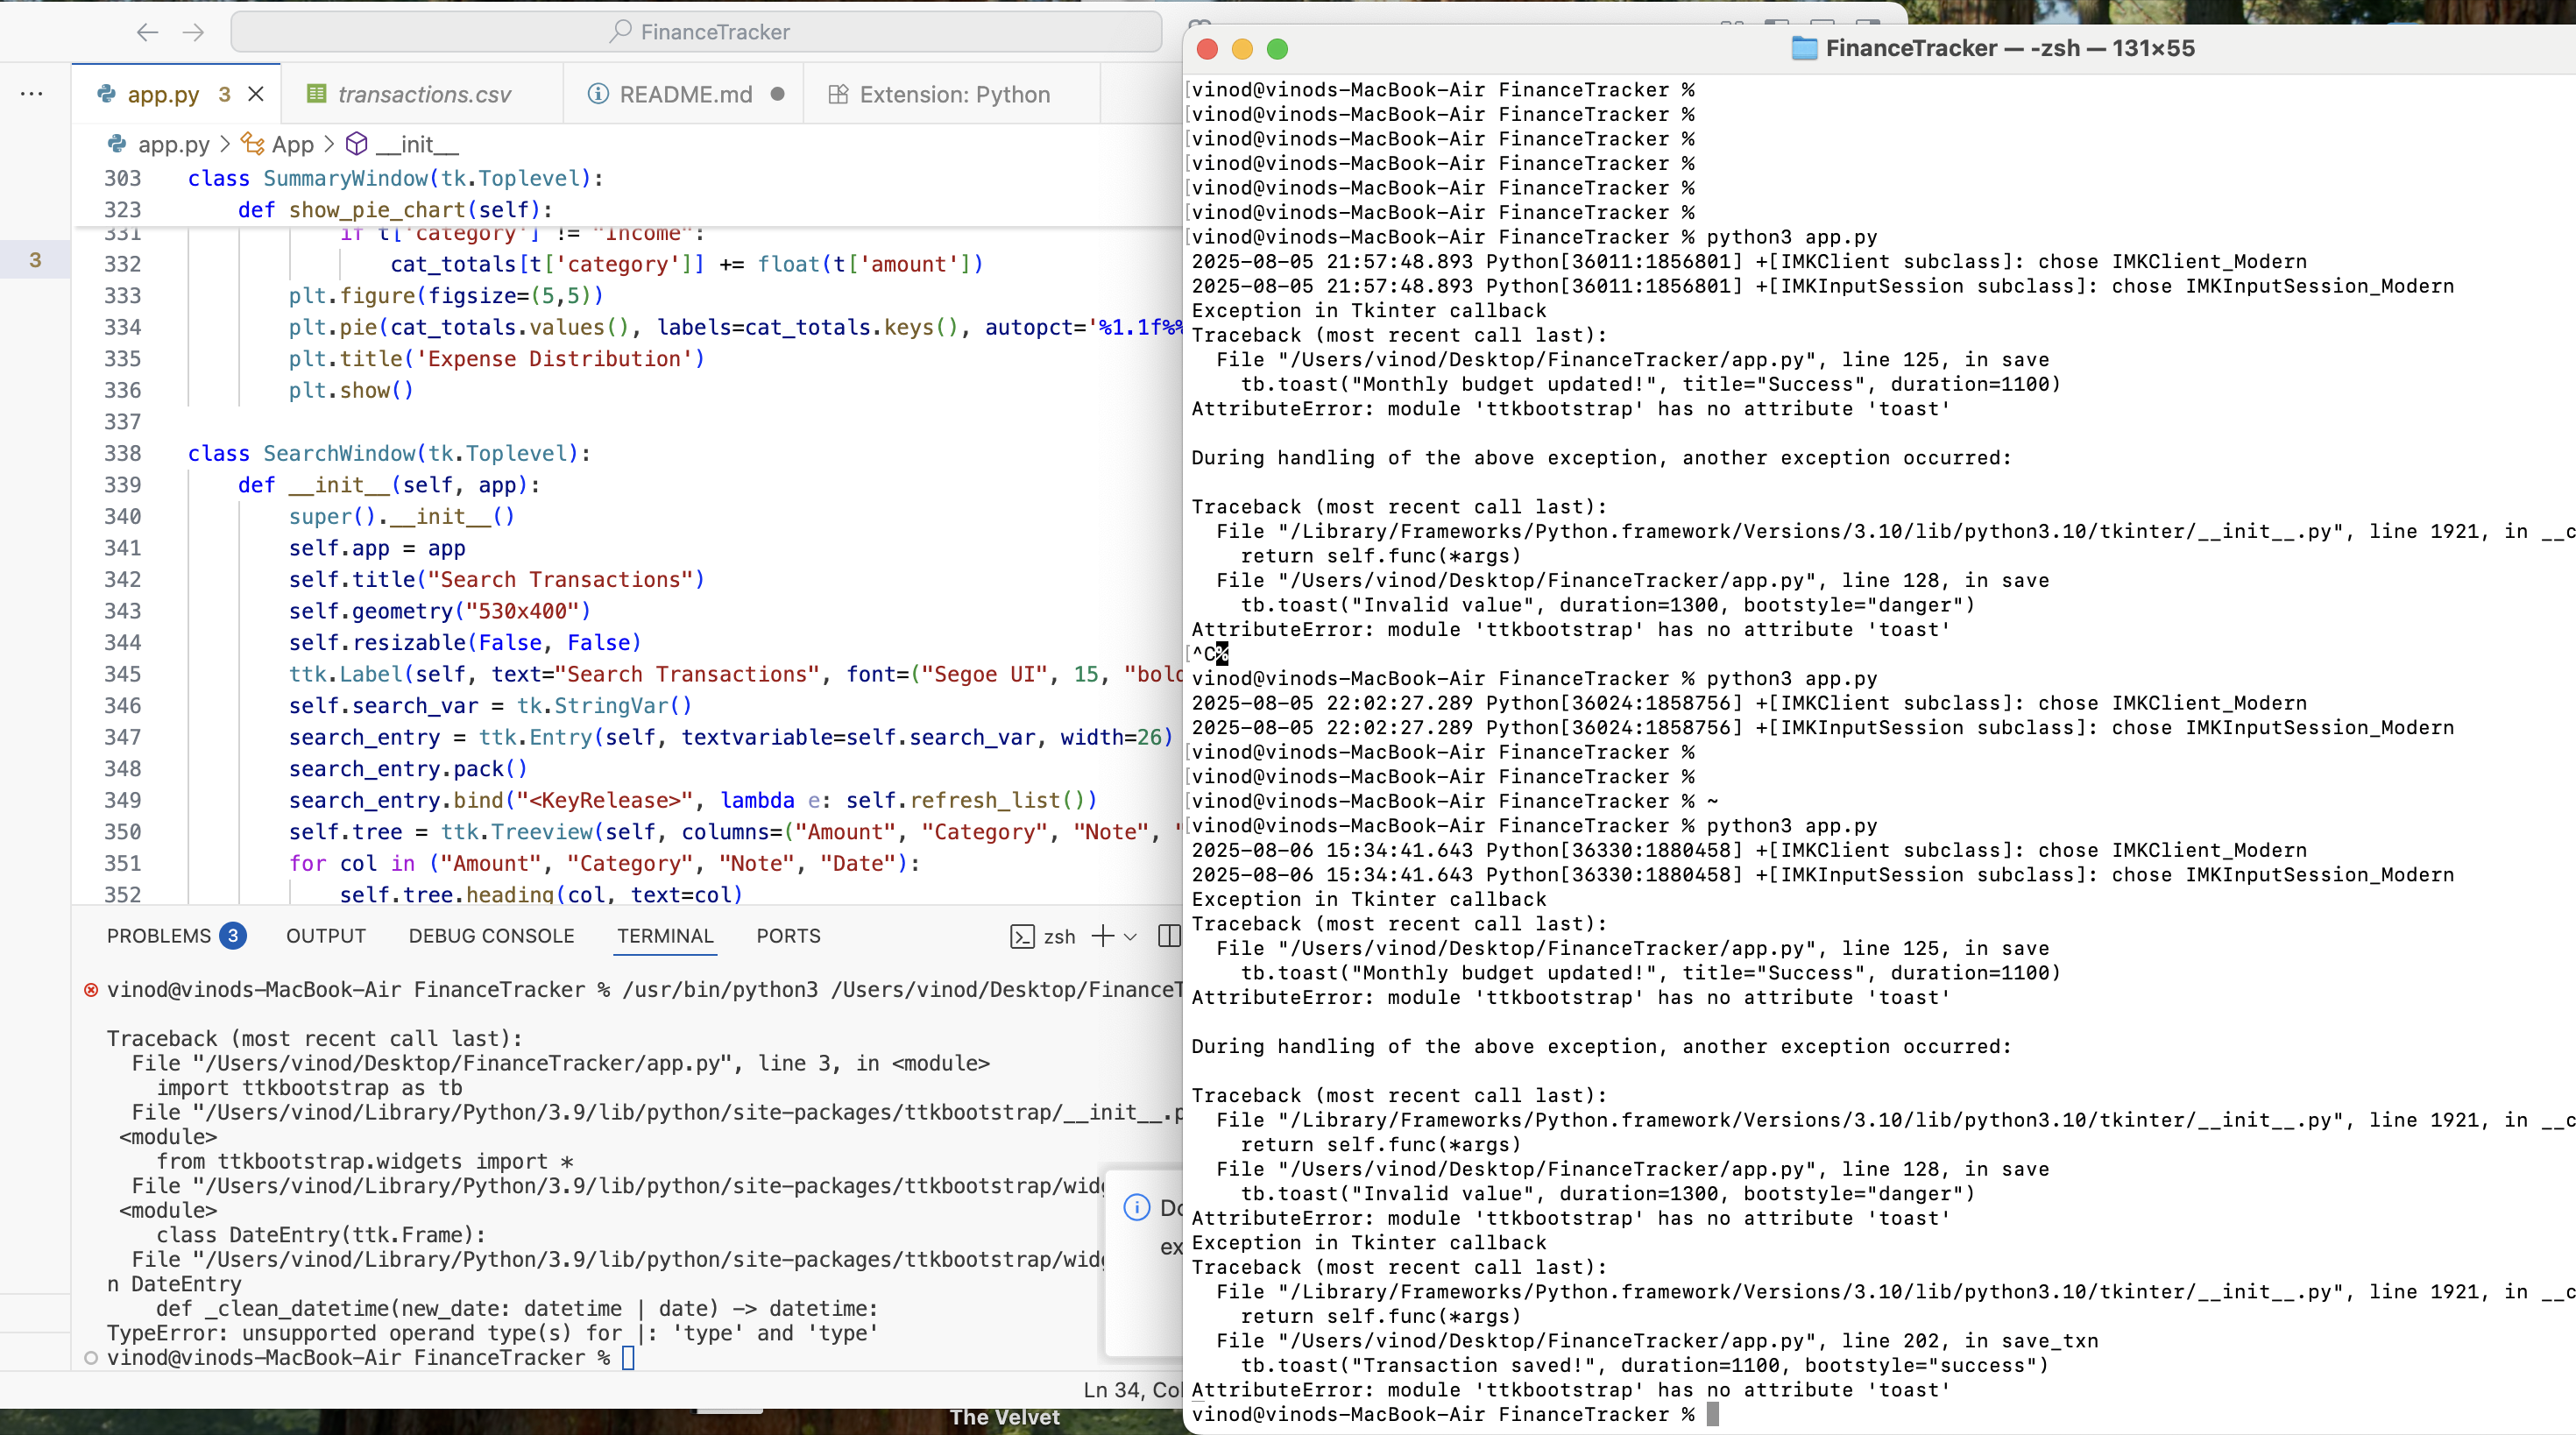 FinanceTracker
app.py 3
transactions.csv
README.md
Extension: Python
app.py > App > __init__
303 class SummaryWindow(tk.Toplevel):
323 def show_pie_chart(self):
331 if t['category'] != "Income":
332 cat_totals[t['category']] += float(t['amount'])
333 plt.figure(figsize=(5,5))
334 plt.pie(cat_totals.values(), labels=cat_totals.keys(), autopct='%1.1f%%
335 plt.title('Expense Distribution')
336 plt.show()
337
338 class SearchWindow(tk.Toplevel):
339 def __init__(self, app):
340 super().__init__()
341 self.app = app
342 self.title("Search Transactions")
343 self.geometry("530x400")
344 self.resizable(False, False)
345 ttk.Label(self, text="Search Transactions", font=("Segoe UI", 15, "bold
346 self.search_var = tk.StringVar()
347 search_entry = ttk.Entry(self, textvariable=self.search_var, width=26)
348 search_entry.pack()
349 search_entry.bind("<KeyRelease>", lambda e: self.refresh_list())
350 self.tree = ttk.Treeview(self, columns=("Amount", "Category", "Note", "
351 for col in ("Amount", "Category", "Note", "Date"):
352 self.tree.heading(col, text=col)
3
PROBLEMS 3 OUTPUT DEBUG CONSOLE TERMINAL PORTS
zsh
vinod@vinods-MacBook-Air FinanceTracker % /usr/bin/python3 /Users/vinod/Desktop/FinanceT
Traceback (most recent call last):
File "/Users/vinod/Desktop/FinanceTracker/app.py", line 3, in <module>
import ttkbootstrap as tb
File "/Users/vinod/Library/Python/3.9/lib/python/site-packages/ttkbootstrap/__init__.p
<module>
from ttkbootstrap.widgets import *
File "/Users/vinod/Library/Python/3.9/lib/python/site-packages/ttkbootstrap/widg
<module>
class DateEntry(ttk.Frame):
File "/Users/vinod/Library/Python/3.9/lib/python/site-packages/ttkbootstrap/widg
n DateEntry
def _clean_datetime(new_date: datetime | date) -> datetime:
TypeError: unsupported operand type(s) for |: 'type' and 'type'
vinod@vinods-MacBook-Air FinanceTracker %
Ln 34, Col
The Velvet
FinanceTracker — -zsh — 131×55
vinod@vinods-MacBook-Air FinanceTracker %
vinod@vinods-MacBook-Air FinanceTracker %
vinod@vinods-MacBook-Air FinanceTracker %
vinod@vinods-MacBook-Air FinanceTracker %
vinod@vinods-MacBook-Air FinanceTracker %
vinod@vinods-MacBook-Air FinanceTracker %
vinod@vinods-MacBook-Air FinanceTracker % python3 app.py
2025-08-05 21:57:48.893 Python[36011:1856801] +[IMKClient subclass]: chose IMKClient_Modern
2025-08-05 21:57:48.893 Python[36011:1856801] +[IMKInputSession subclass]: chose IMKInputSession_Modern
Exception in Tkinter callback
Traceback (most recent call last):
File "/Users/vinod/Desktop/FinanceTracker/app.py", line 125, in save
tb.toast("Monthly budget updated!", title="Success", duration=1100)
AttributeError: module 'ttkbootstrap' has no attribute 'toast'
During handling of the above exception, another exception occurred:
Traceback (most recent call last):
File "/Library/Frameworks/Python.framework/Versions/3.10/lib/python3.10/tkinter/__init__.py", line 1921, in __c
return self.func(*args)
File "/Users/vinod/Desktop/FinanceTracker/app.py", line 128, in save
tb.toast("Invalid value", duration=1300, bootstyle="danger")
AttributeError: module 'ttkbootstrap' has no attribute 'toast'
^C%
vinod@vinods-MacBook-Air FinanceTracker % python3 app.py
2025-08-05 22:02:27.289 Python[36024:1858756] +[IMKClient subclass]: chose IMKClient_Modern
2025-08-05 22:02:27.289 Python[36024:1858756] +[IMKInputSession subclass]: chose IMKInputSession_Modern
vinod@vinods-MacBook-Air FinanceTracker %
vinod@vinods-MacBook-Air FinanceTracker %
vinod@vinods-MacBook-Air FinanceTracker % ~
vinod@vinods-MacBook-Air FinanceTracker % python3 app.py
2025-08-06 15:34:41.643 Python[36330:1880458] +[IMKClient subclass]: chose IMKClient_Modern
2025-08-06 15:34:41.643 Python[36330:1880458] +[IMKInputSession subclass]: chose IMKInputSession_Modern
Exception in Tkinter callback
Traceback (most recent call last):
File "/Users/vinod/Desktop/FinanceTracker/app.py", line 125, in save
tb.toast("Monthly budget updated!", title="Success", duration=1100)
AttributeError: module 'ttkbootstrap' has no attribute 'toast'
During handling of the above exception, another exception occurred:
Traceback (most recent call last):
File "/Library/Frameworks/Python.framework/Versions/3.10/lib/python3.10/tkinter/__init__.py", line 1921, in __c
return self.func(*args)
File "/Users/vinod/Desktop/FinanceTracker/app.py", line 128, in save
tb.toast("Invalid value", duration=1300, bootstyle="danger")
AttributeError: module 'ttkbootstrap' has no attribute 'toast'
Exception in Tkinter callback
Traceback (most recent call last):
File "/Library/Frameworks/Python.framework/Versions/3.10/lib/python3.10/tkinter/__init__.py", line 1921, in __c
return self.func(*args)
File "/Users/vinod/Desktop/FinanceTracker/app.py", line 202, in save_txn
tb.toast("Transaction saved!", duration=1100, bootstyle="success")
AttributeError: module 'ttkbootstrap' has no attribute 'toast'
vinod@vinods-MacBook-Air FinanceTracker %